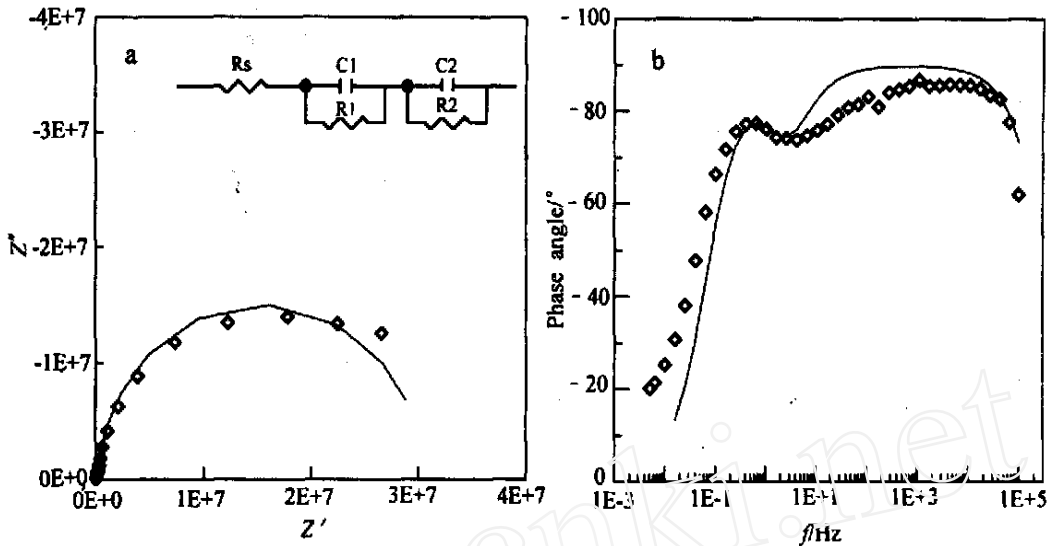 a
Rs
C1
C2
R1
R2
-4E+7
-3E+7
-2E+7
-1E+7
0E+0
Z″
0E+0
1E+7
2E+7
3E+7
4E+7
Z′
b
- 100
- 80
- 60
- 40
- 20
0
Phase angle/°
1E-3
1E-1
1E+1
1E+3
1E+5
f/Hz